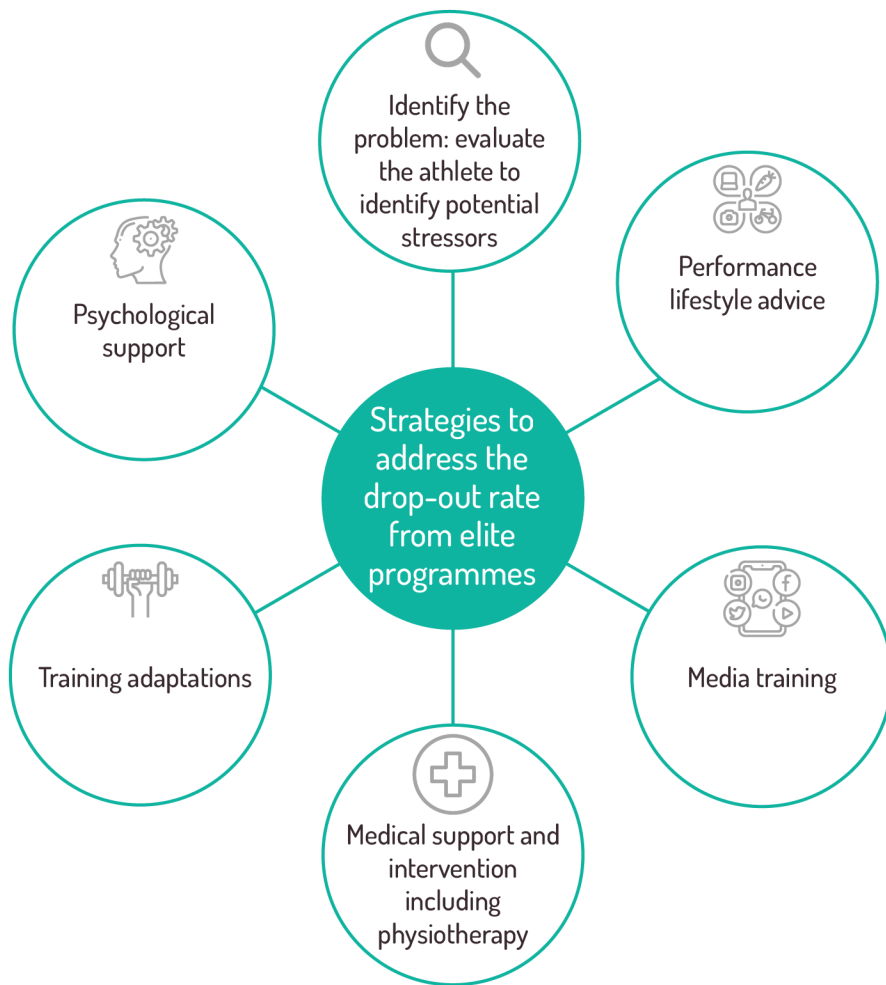 Identify the
problem: evaluate
the athlete to
identify potential
stressors
Performance
lifestyle advice
Psychological
support
Strategies to
address the
drop-out rate
from elite
programmes
Training adaptations
Media training
Medical support and
intervention
including
physiotherapy